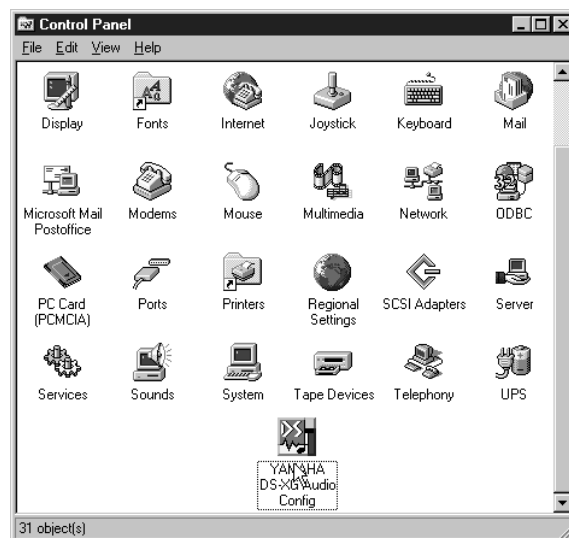 Control Panel
File Edit View Help
Display Fonts Internet Joystick Keyboard Mail
Microsoft Mail Postoffice Modems Mouse Multimedia Network ODBC
32
PC Card (PCMCIA) Ports Printers Regional Settings SCSI Adapters Server
Services Sounds System Tape Devices Telephony UPS
DS
YAMAHA
DS-XG Audio
Config
31 object(s)